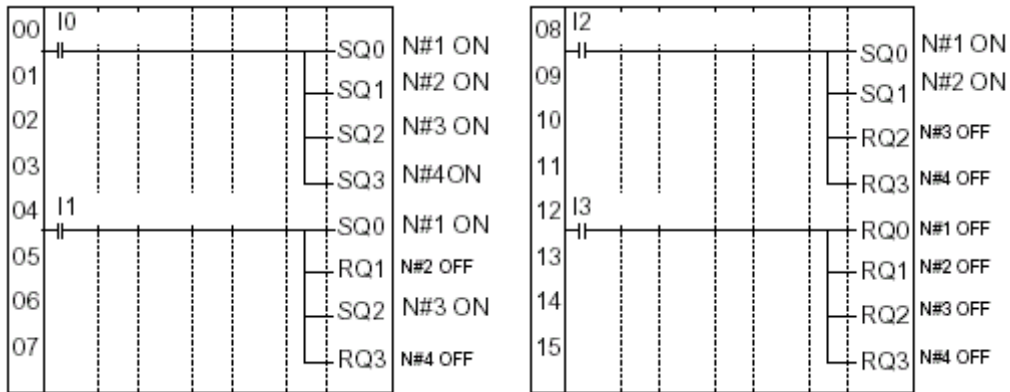 00 I0 SQ0 N#1 ON
01 SQ1 N#2 ON
02 SQ2 N#3 ON
03 SQ3 N#4ON
04 I1 SQ0 N#1 ON
05 RQ1 N#2 OFF
06 SQ2 N#3 ON
07 RQ3 N#4 OFF
08 I2 SQ0 N#1 ON
09 SQ1 N#2 ON
10 RQ2 N#3 OFF
11 RQ3 N#4 OFF
12 I3 RQ0 N#1 OFF
13 RQ1 N#2 OFF
14 RQ2 N#3 OFF
15 RQ3 N#4 OFF